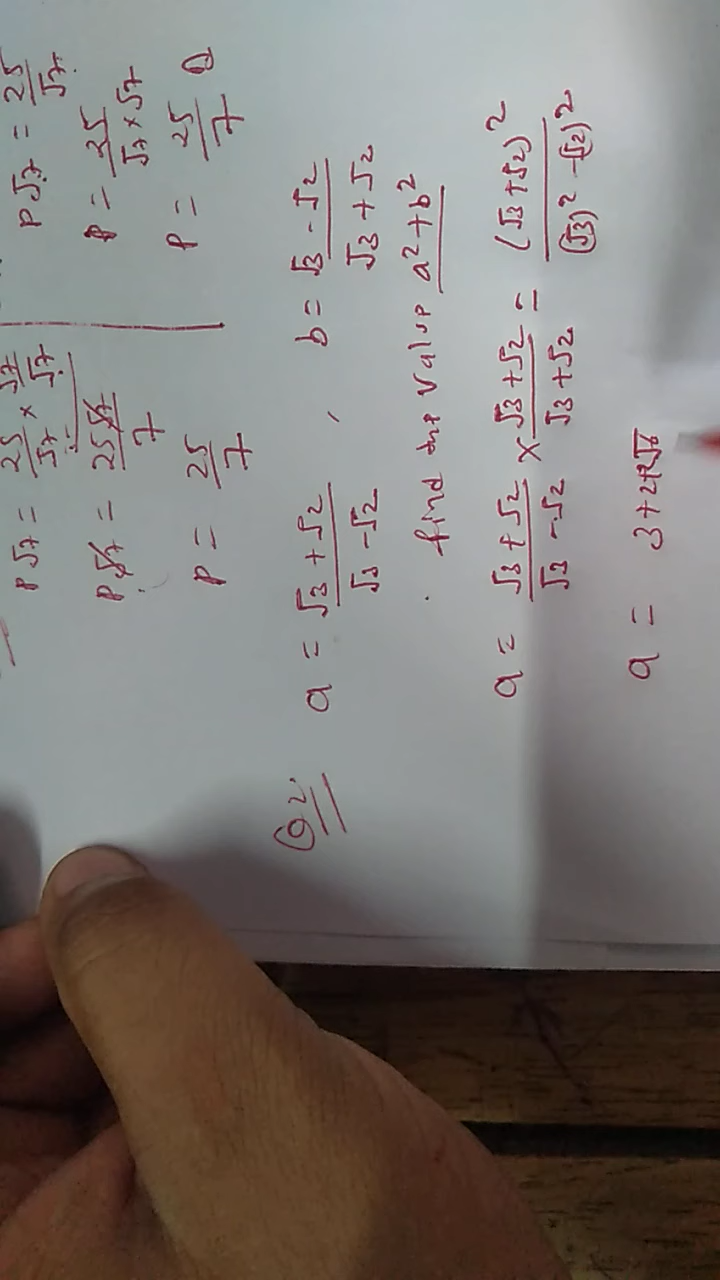 P√7 = 25/√7 × √7/√7
P√7 = 25√7/7
P = 25/7
P√7 = 25/√7
P = 25/√7×√7
P = 25/7
Q2. a = √3+√2/√3-√2 , b = √3-√2/√3+√2
. find the value a²+b²
a = √3+√2/√3-√2 × √3+√2/√3+√2 = (√3+√2)²/(√3)²-(√2)²
a = 3+2+2√6